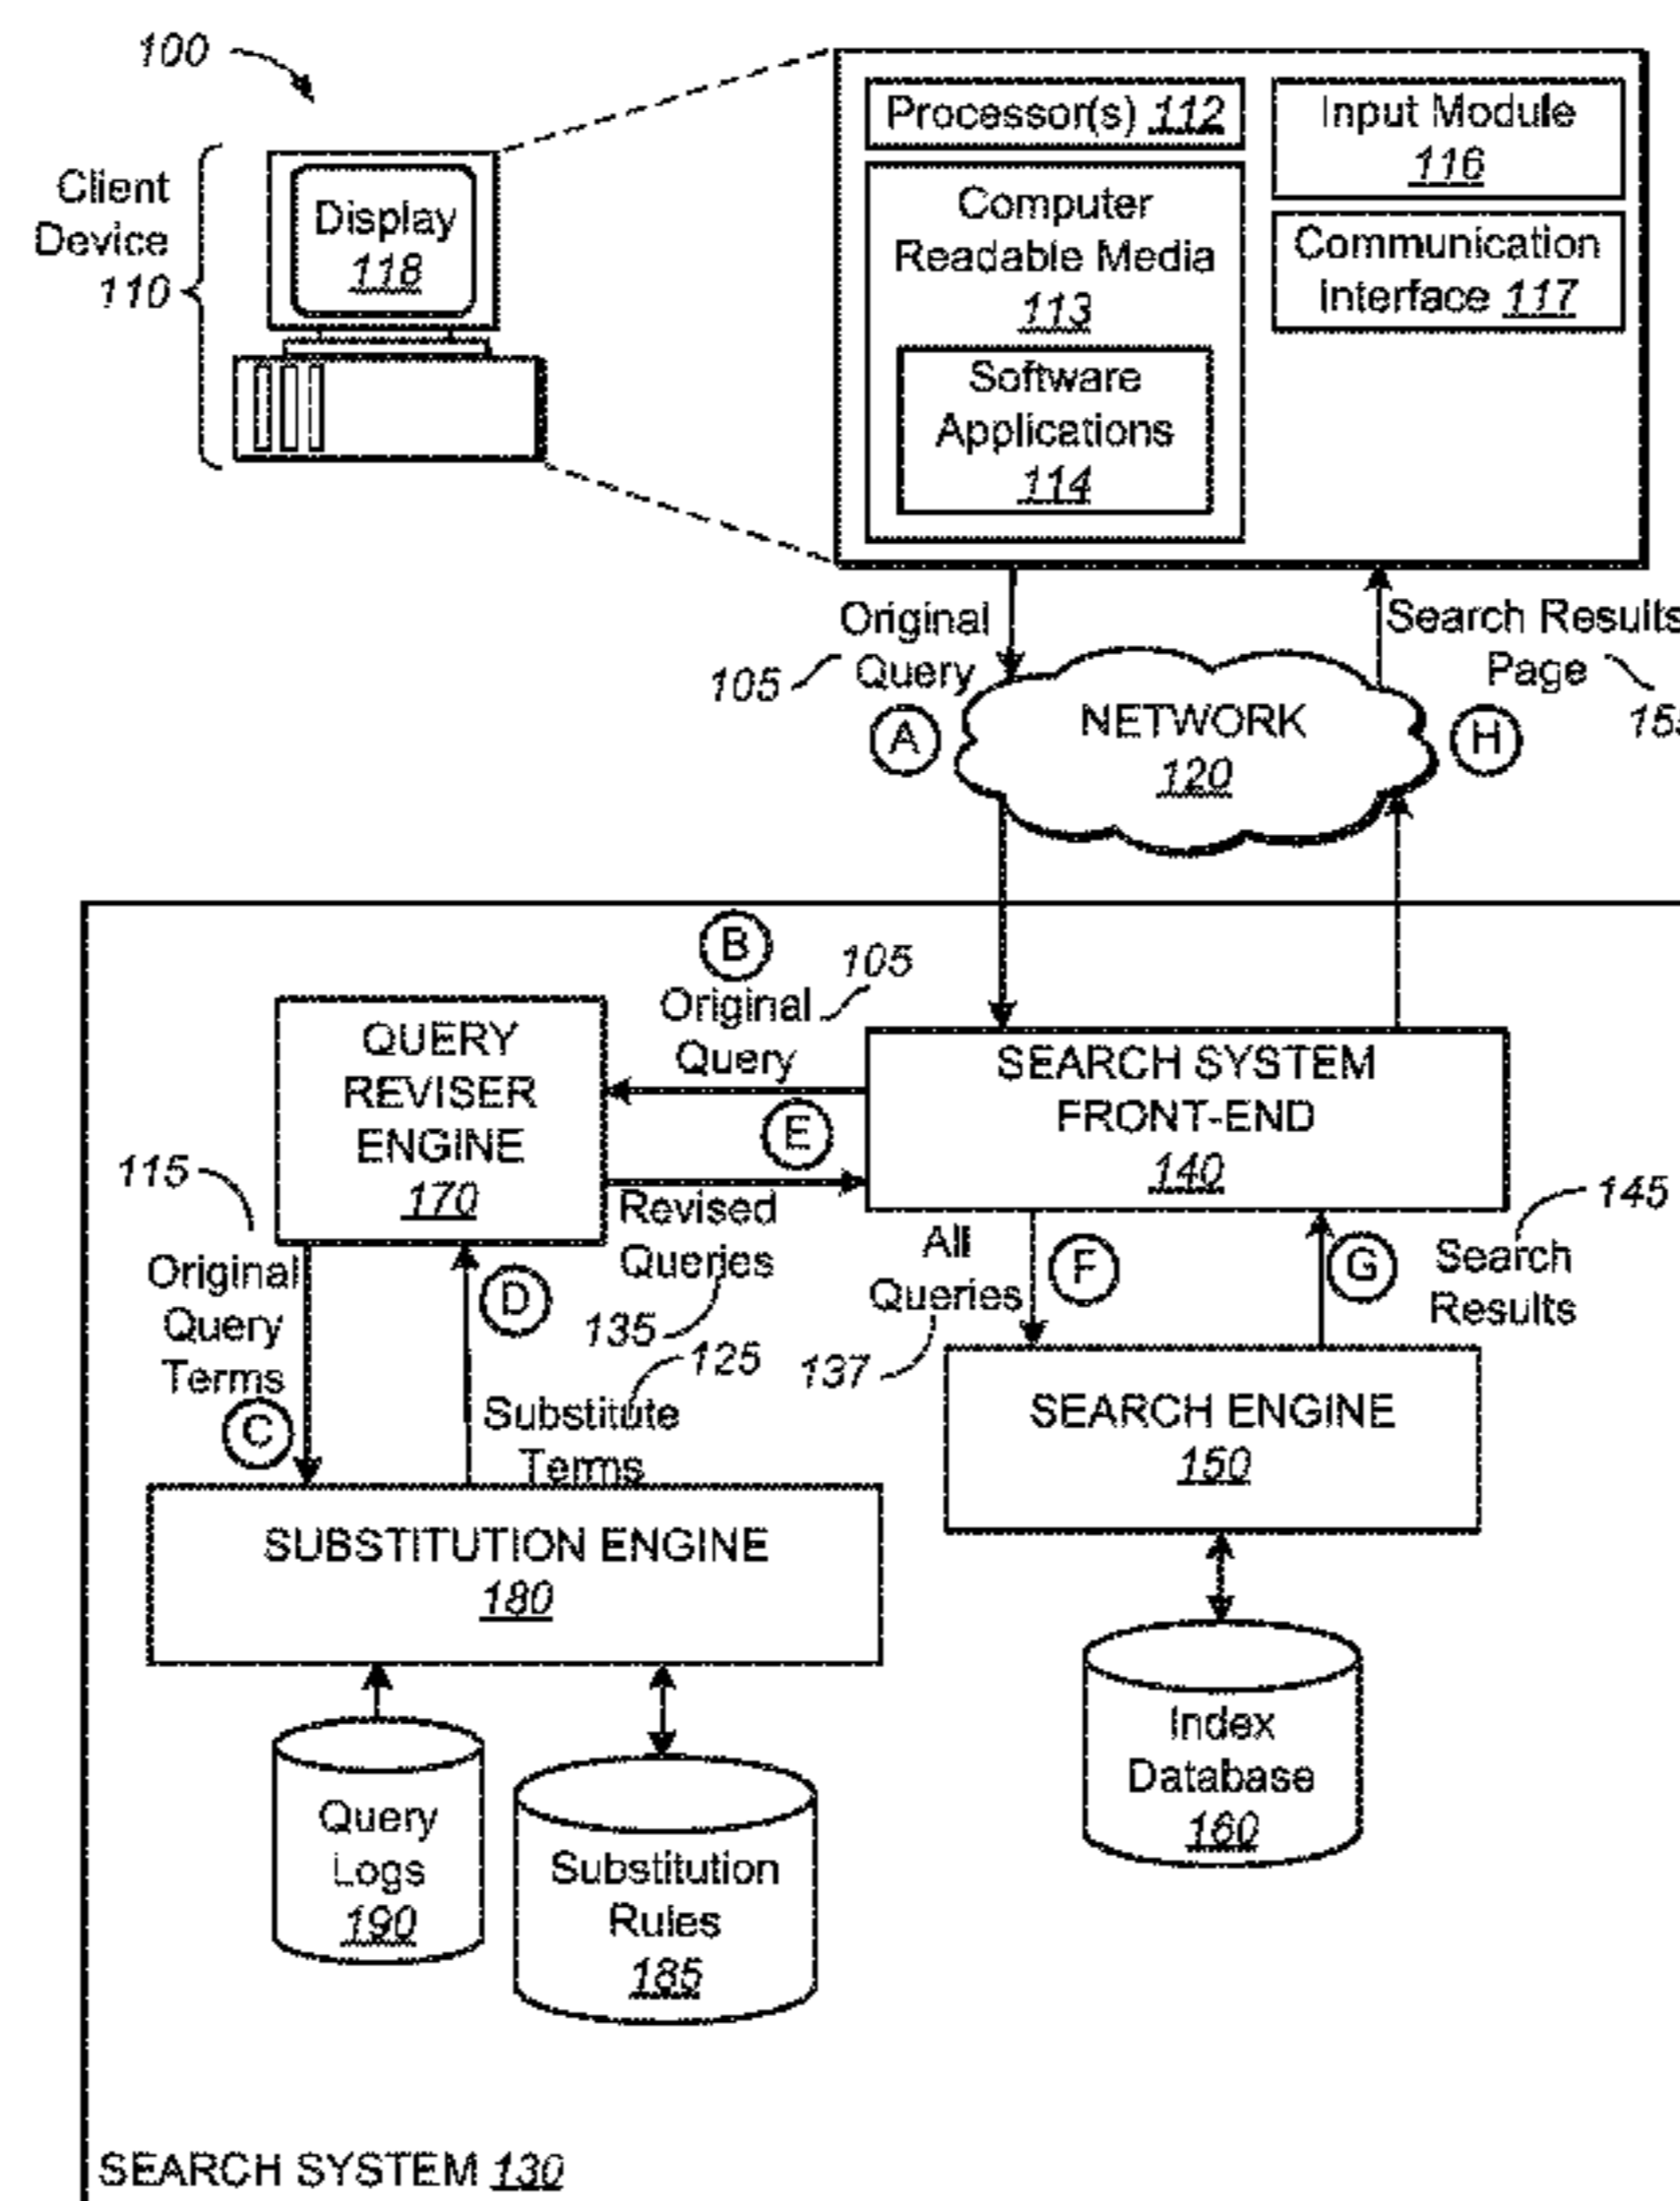 100
Client
Device
110
Display
118
Processor(s) 112
Computer
Readable Media
113
Software
Applications
114
Input Module
116
Communication
Interface 117
Original
Query
105
A
Search Results
Page
H
NETWORK
120
B
105
Original
Query
QUERY
REVISER
ENGINE
170
SEARCH SYSTEM
FRONT-END
140
E
Revised
Queries
135
115
Original
Query
Terms
C
D
125
Substitute
Terms
All
Queries
137
F
G
145
Search
Results
SEARCH ENGINE
150
SUBSTITUTION ENGINE
180
Query
Logs
190
Substitution
Rules
185
Index
Database
160
SEARCH SYSTEM 130